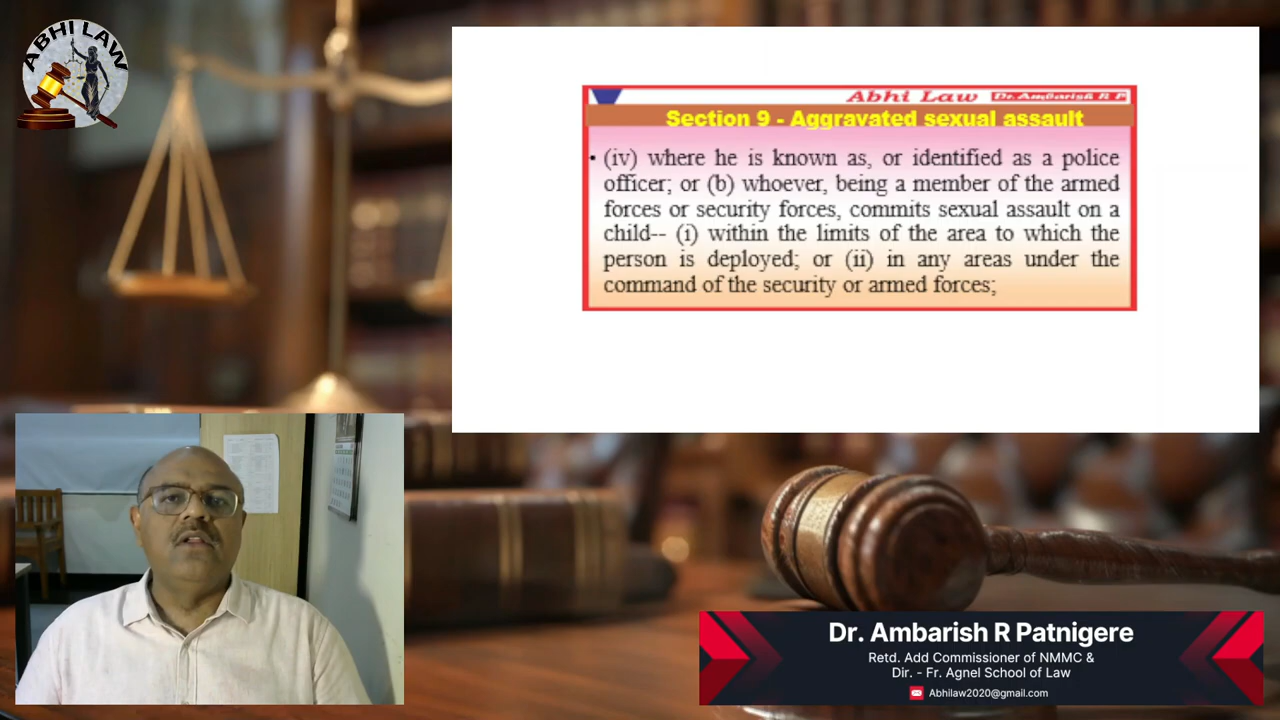 ABHI LAW
Abhi Law Dr.Ambarish R P
Section 9 - Aggravated sexual assault
• (iv) where he is known as, or identified as a police
officer; or (b) whoever, being a member of the armed
forces or security forces, commits sexual assault on a
child-- (i) within the limits of the area to which the
person is deployed; or (ii) in any areas under the
command of the security or armed forces;
Dr. Ambarish R Patnigere
Retd. Add Commissioner of NMMC &
Dir. - Fr. Agnel School of Law
Abhilaw2020@gmail.com